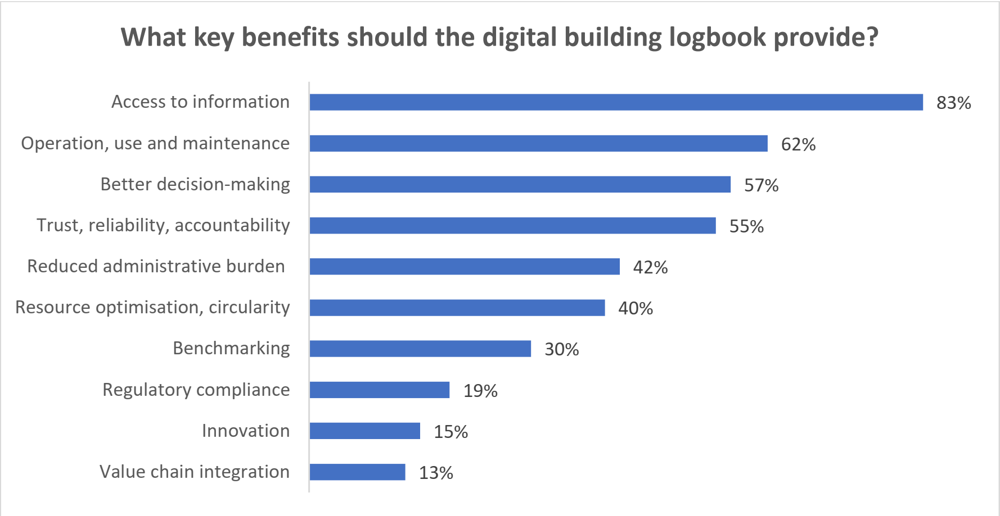 What key benefits should the digital building logbook provide?
Access to information 83%
Operation, use and maintenance 62%
Better decision-making 57%
Trust, reliability, accountability 55%
Reduced administrative burden 42%
Resource optimisation, circularity 40%
Benchmarking 30%
Regulatory compliance 19%
Innovation 15%
Value chain integration 13%